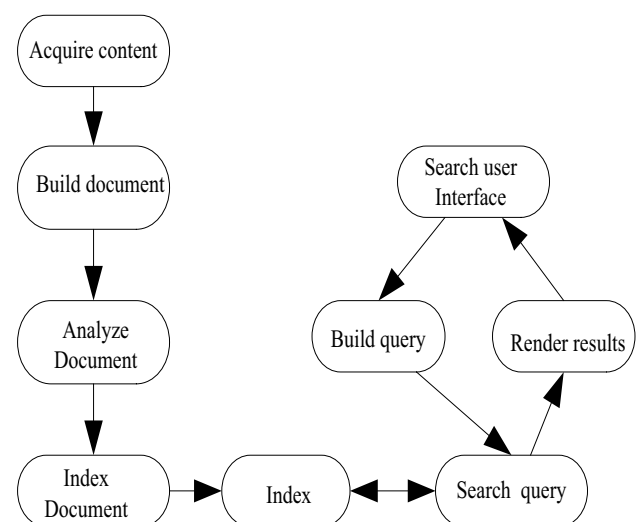 Acquire content
Build document
Analyze
Document
Index
Document
Index
Search user
Interface
Build query
Render results
Search query